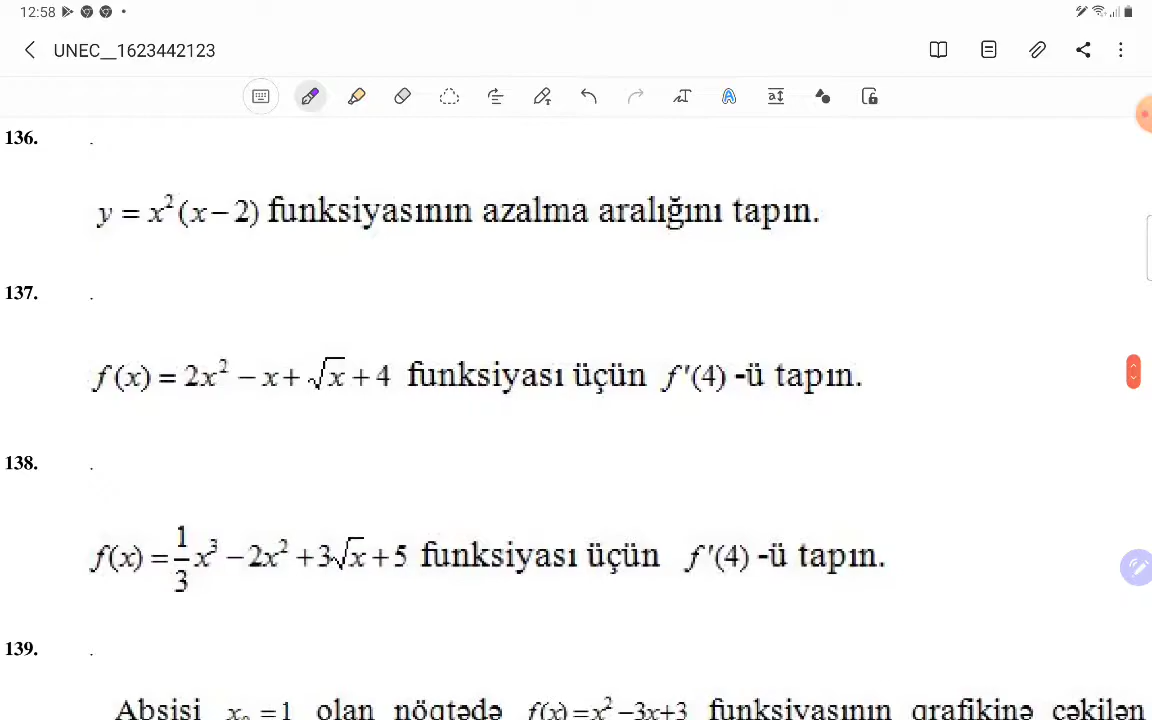 12:58
UNEC__1623442123
136. .
y = x²(x − 2) funksiyasının azalma aralığını tapın.
137. .
f(x) = 2x² − x + √x + 4 funksiyası üçün f′(4) -ü tapın.
138. .
f(x) = 1/3 x³ − 2x² + 3√x + 5 funksiyası üçün f′(4) -ü tapın.
139. .
Absisi x₀ = 1 olan nöqtədə f(x) = x² − 3x + 3 funksiyasının qrafikinə çəkilən